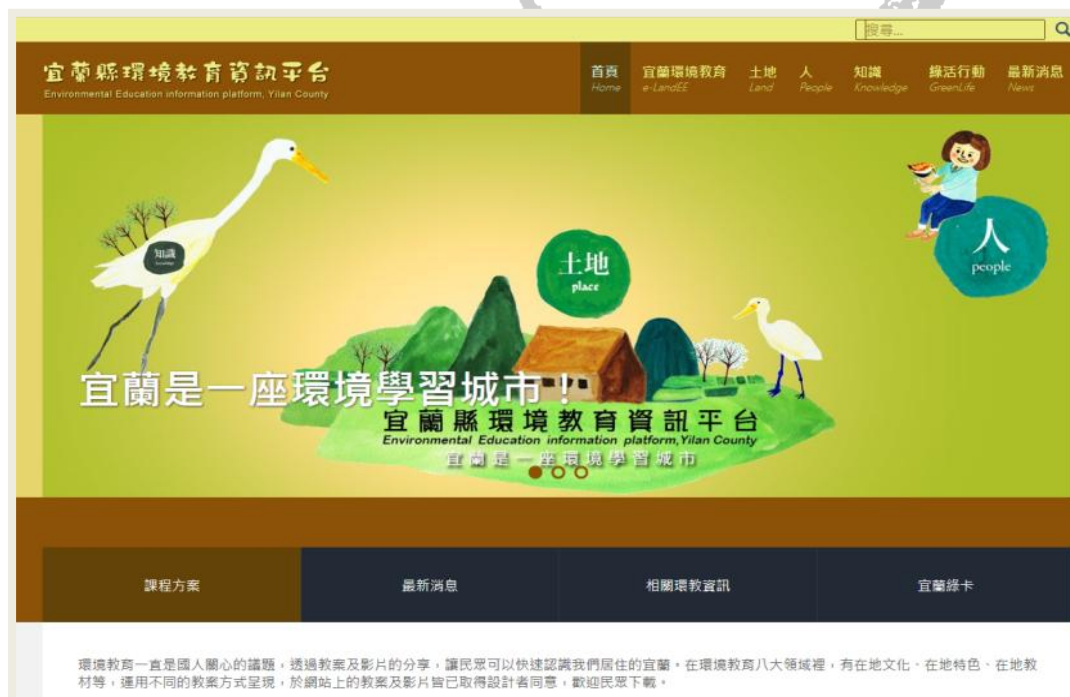 搜尋...
宜蘭縣環境教育資訊平台
Environmental Education information platform, Yilan County
首頁 宜蘭環境教育 土地 人 知識 綠活行動 最新消息
Home e-LandEE Land People Knowledge GreenLife News
知識
土地
place
人
people
宜蘭是一座環境學習城市！
宜蘭縣環境教育資訊平台
Environmental Education information platform,Yilan County
宜蘭是一座環境學習城市
課程方案 最新消息 相關環教資訊 宜蘭綠卡
環境教育一直是國人關心的議題，透過教案及影片的分享，讓民眾可以快速認識我們居住的宜蘭。在環境教育八大領域裡，有在地文化、在地特色、在地教
材等，運用不同的教案方式呈現，於網站上的教案及影片皆已取得設計者同意，歡迎民眾下載。